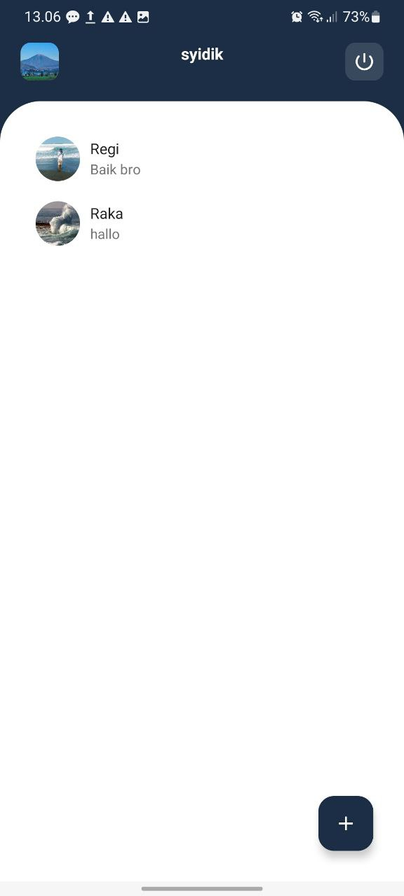 13.06
73%
syidik
Regi
Baik bro
Raka
hallo